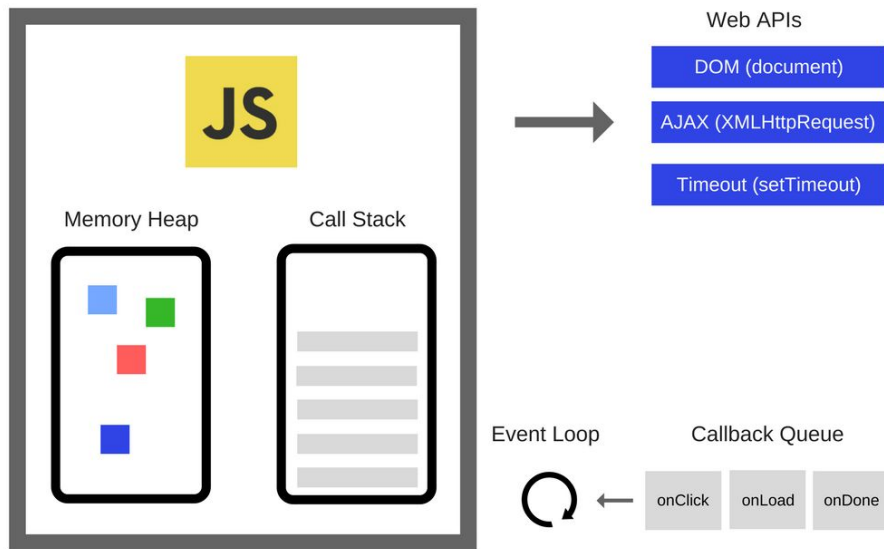 JS
Memory Heap
Call Stack
Web APIs
DOM (document)
AJAX (XMLHttpRequest)
Timeout (setTimeout)
Event Loop
Callback Queue
onClick
onLoad
onDone